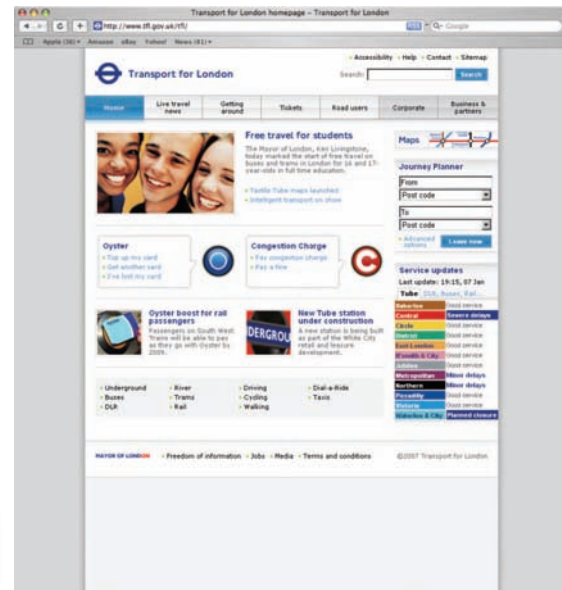 Transport for London homepage – Transport for London
http://www.tfl.gov.uk/tfl/
Google
Apple (36) Amazon eBay Yahoo! News (81)
Accessibility Help Contact Sitemap
Transport for London
Search:
Search
Home
Live travel news
Getting around
Tickets
Road users
Corporate
Business & partners
Free travel for students
The Mayor of London, Ken Livingstone,
today marked the start of free travel on
buses and trams in London for 16 and 17-
year-olds in full time education.
Tactile Tube maps launched
Intelligent transport on show
Maps
Journey Planner
From
Post code
To
Post code
Advanced options
Leave now
Oyster
Top up my card
Get another card
I've lost my card
Congestion Charge
Pay congestion charge
Pay a fine
Service updates
Last update: 19:15, 07 Jan
Tube DLR, Buses, Rail...
Bakerloo Good service
Central Severe delays
Circle Good service
District Good service
East London Good service
H'smith & City Good service
Jubilee Good service
Metropolitan Minor delays
Northern Minor delays
Piccadilly Good service
Victoria Good service
Waterloo & City Planned closure
Oyster boost for rail
passengers
Passengers on South West
Trains will be able to pay
as they go with Oyster by
2009.
DERGROU
New Tube station
under construction
A new station is being built
as part of the White City
retail and leisure
development.
Underground River Driving Dial-a-Ride
Buses Trams Cycling Taxis
DLR Rail Walking
MAYOR OF LONDON Freedom of information Jobs Media Terms and conditions ©2007 Transport for London